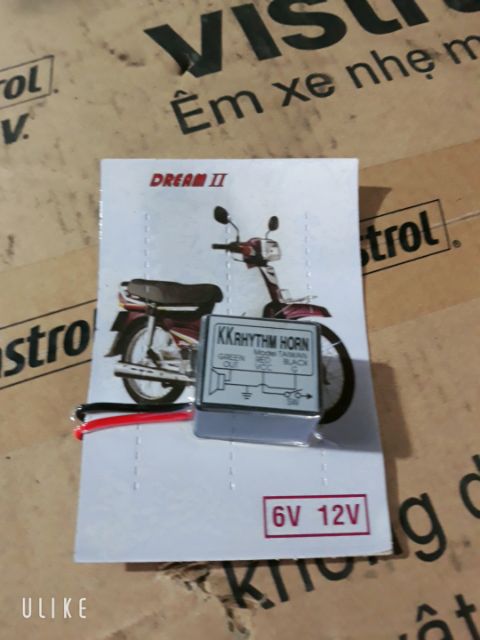 vistrol
Êm xe nhẹ m
V.
DREAM II
strol
®
strol
®
KKRHYTHM HORN
Model TAIWAN
GREEN RED BLACK
OUT VCC
SW
6V 12V
không
ULIKE